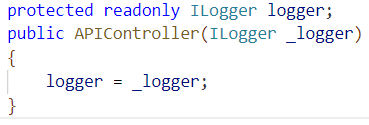 protected readonly ILogger logger;
public APIController(ILogger _logger)
{
    logger = _logger;
}